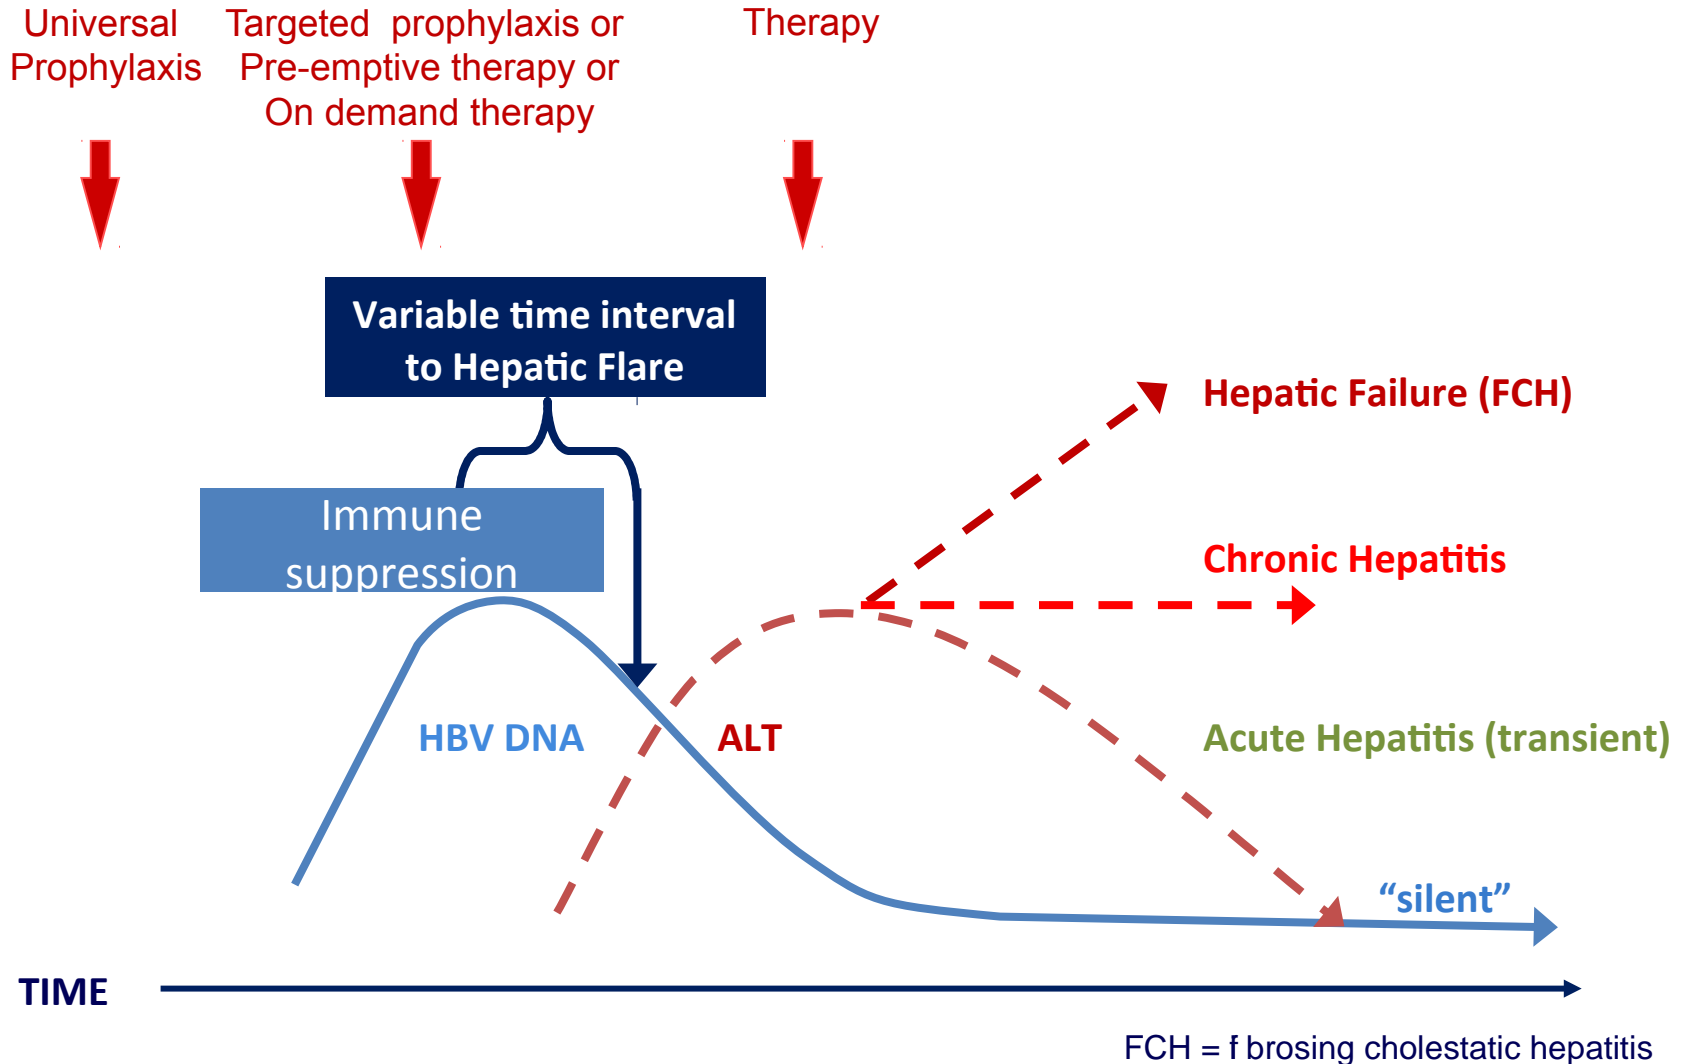 Universal
Prophylaxis
Targeted prophylaxis or
Pre-emptive therapy or
On demand therapy
Therapy
Variable time interval
to Hepatic Flare
Immune
suppression
Hepatic Failure (FCH)
Chronic Hepatitis
HBV DNA
ALT
Acute Hepatitis (transient)
“silent”
TIME
FCH = f brosing cholestatic hepatitis